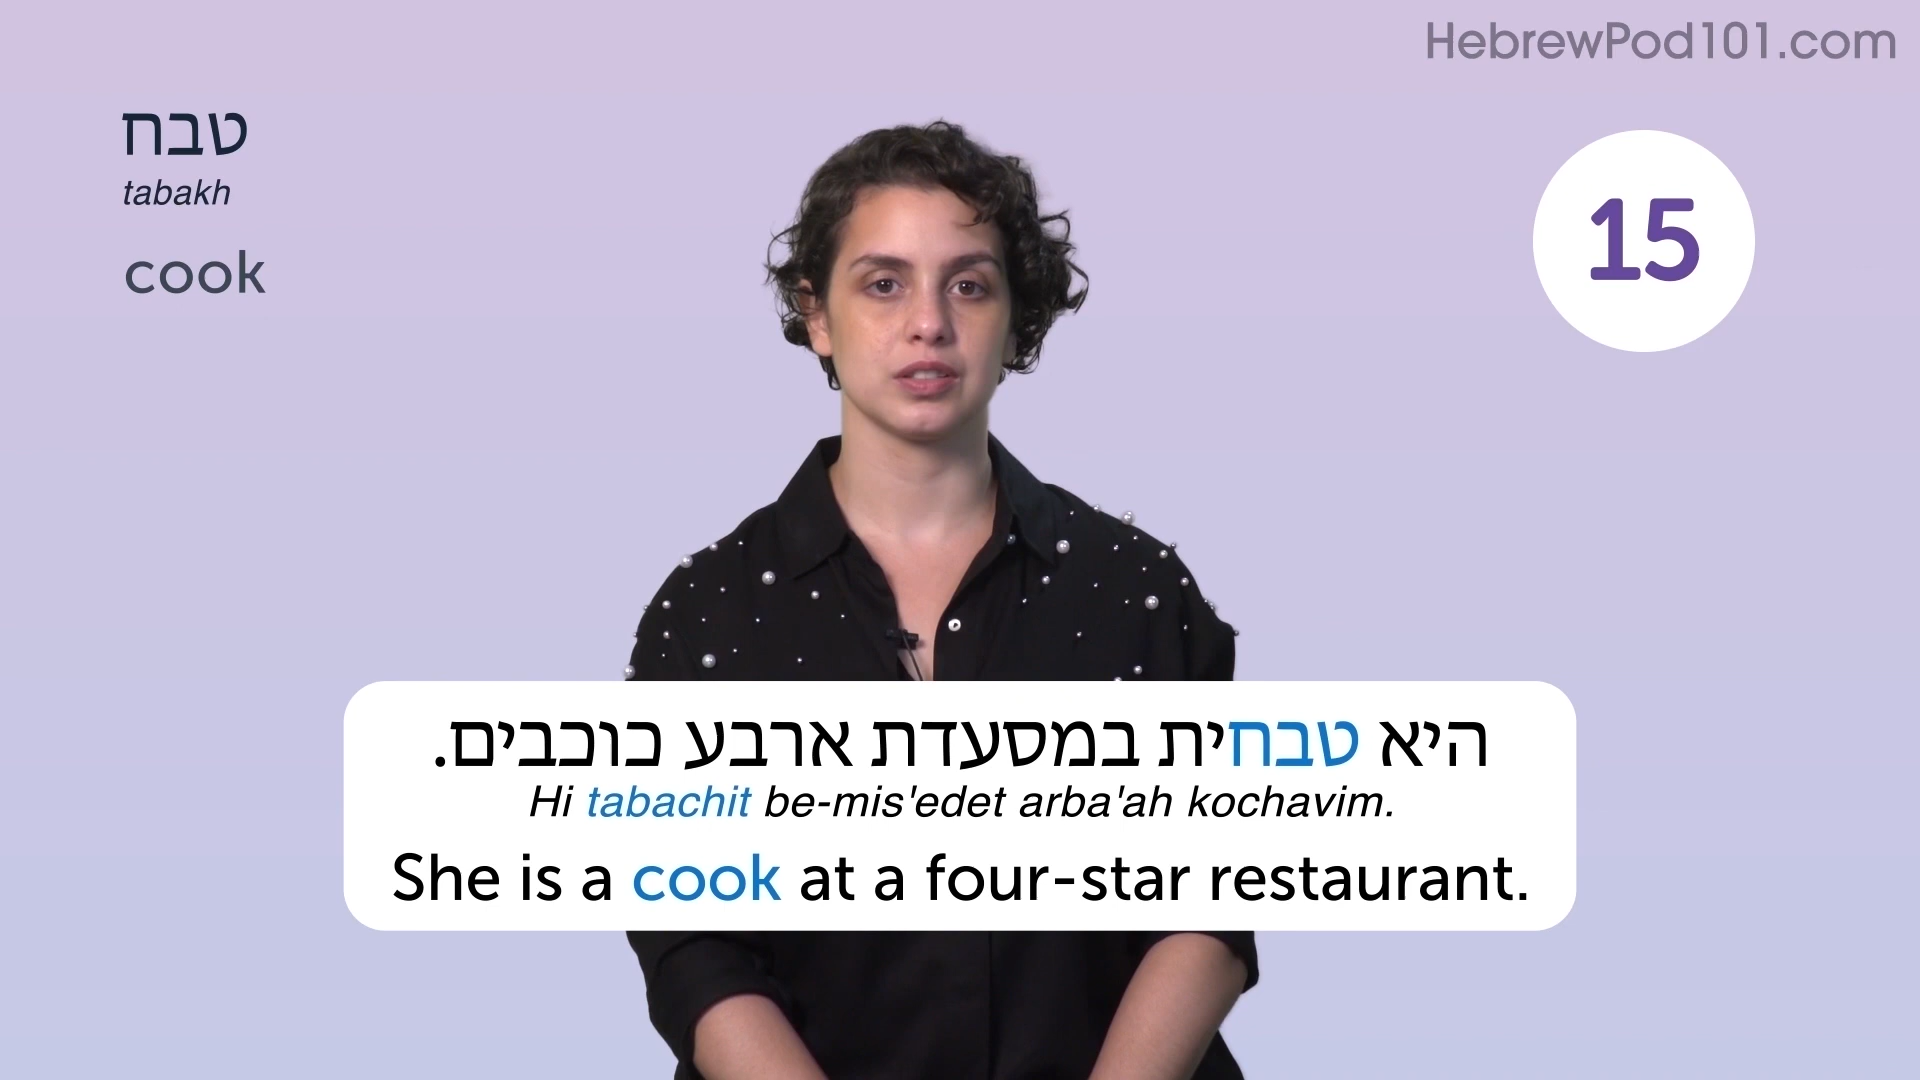 HebrewPod101.com
טבח
tabakh
cook
15
היא טבחית במסעדת ארבע כוכבים.
Hi tabachit be-mis'edet arba'ah kochavim.
She is a cook at a four-star restaurant.